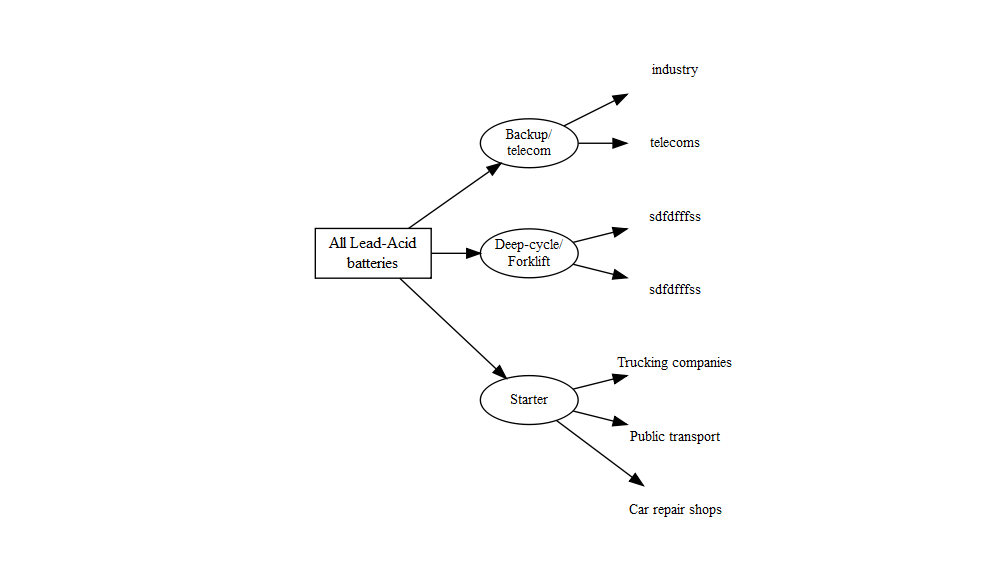 industry
Backup/
telecom
telecoms
sdfdfffss
All Lead-Acid
batteries
Deep-cycle/
Forklift
sdfdfffss
Trucking companies
Starter
Public transport
Car repair shops